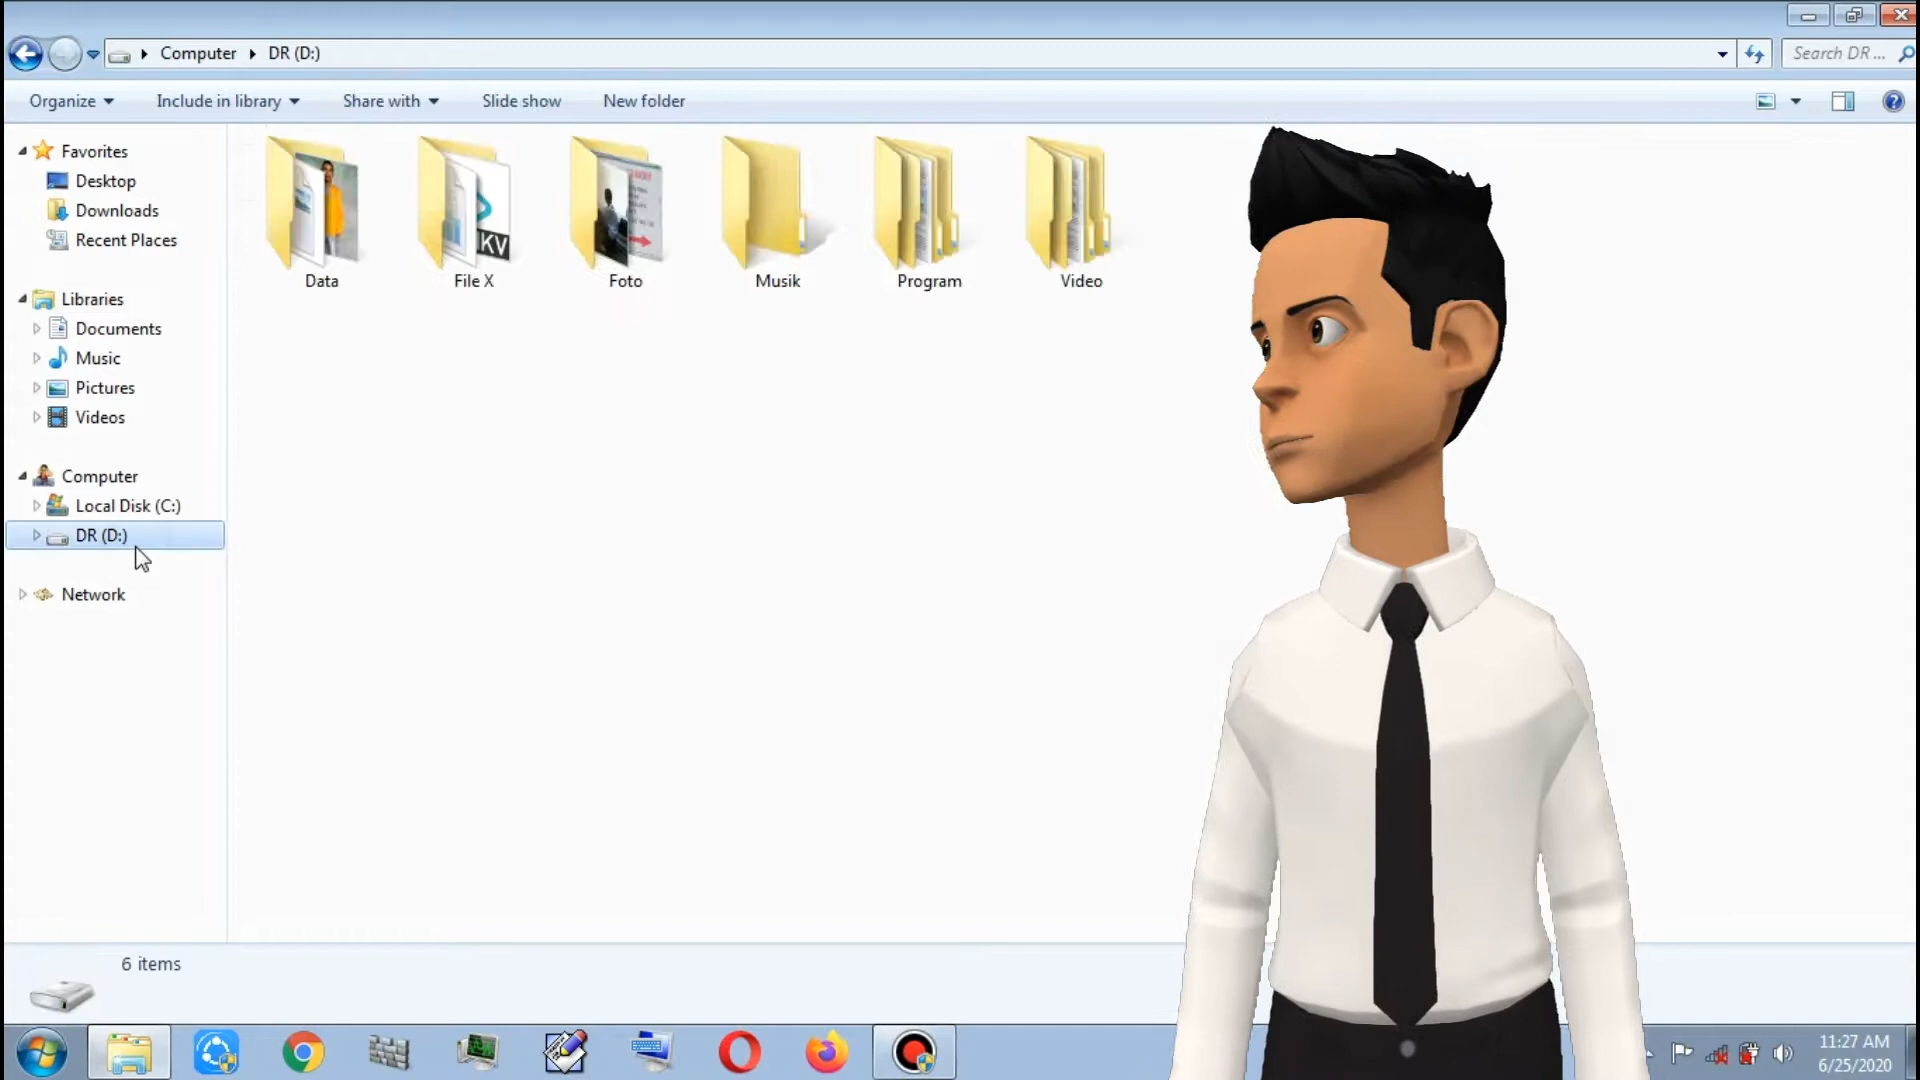 Computer DR (D:)
Search DR ...
Organize Include in library Share with Slide show New folder
Favorites
Desktop
Downloads
Recent Places
Libraries
Documents
Music
Pictures
Videos
Computer
Local Disk (C:)
DR (D:)
Network
KV
Data File X Foto Musik Program Video
6 items
11:27 AM
6/25/2020